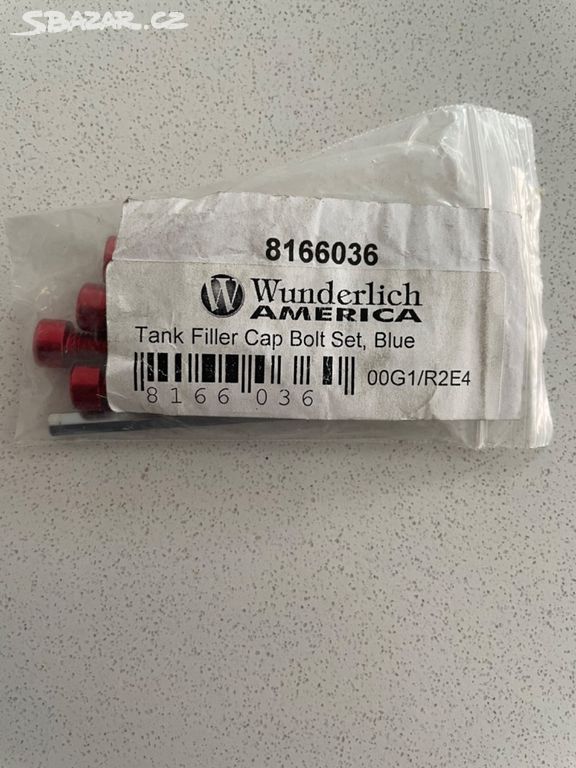 SBAZAR.CZ
8166036
W Wunderlich
AMERICA
Tank Filler Cap Bolt Set, Blue
00G1/R2E4
8166 036